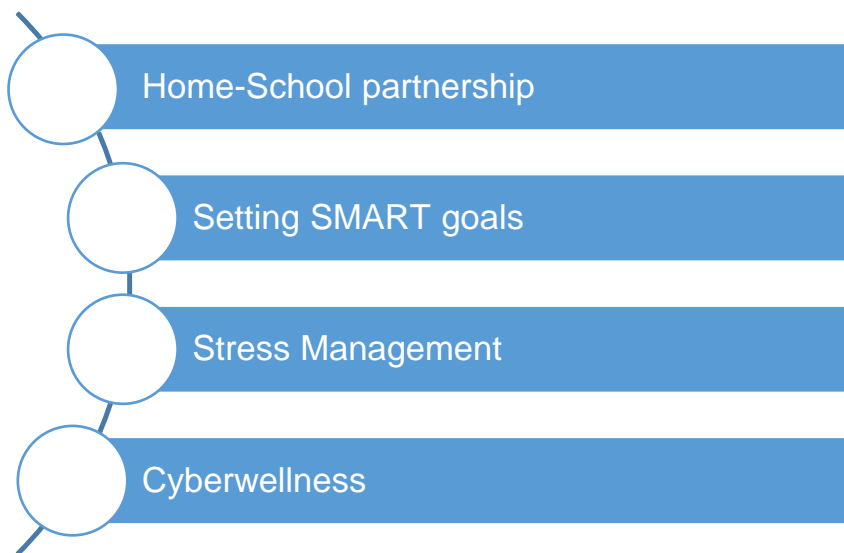 Home-School partnership
Setting SMART goals
Stress Management
Cyberwellness